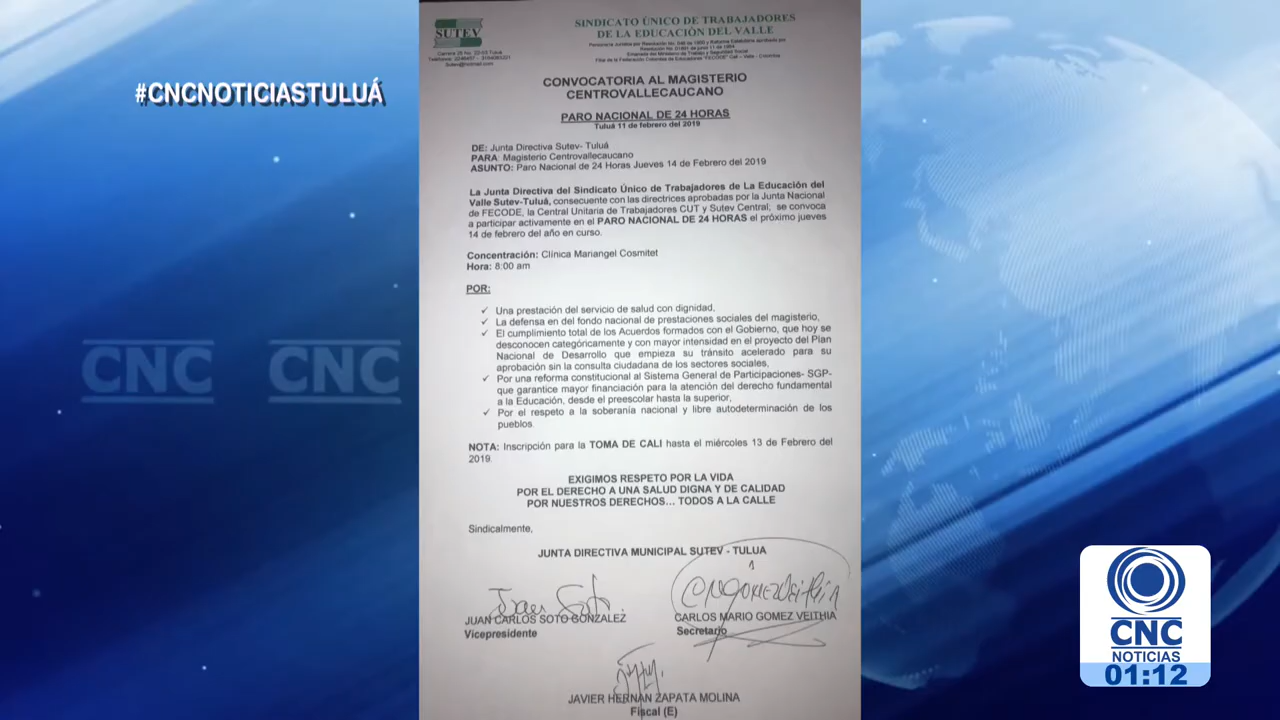 #CNCNOTICIASTULUÁ
SUTEV
Carrera 26 No.
Sutev@hotmail.com
SINDICATO ÚNICO DE TRABAJADORES
DE LA EDUCACIÓN DEL VALLE
CONVOCATORIA AL MAGISTERIO
CENTROVALLECAUCANO
PARO NACIONAL DE 24 HORAS
Tuluá 11 de febrero del 2019
DE: Junta Directiva Sutev- Tuluá
PARA: Magisterio Centrovallecaucano
ASUNTO: Paro Nacional de 24 Horas Jueves 14 de Febrero del 2019
La Junta Directiva del Sindicato Único de Trabajadores de La Educación del
Valle Sutev-Tuluá, consecuente con las directrices aprobadas por la Junta Nacional
de FECODE, la Central Unitaria de Trabajadores CUT y Sutev Central; se convoca
a participar activamente en el PARO NACIONAL DE 24 HORAS el próximo jueves
14 de febrero del año en curso.
Concentración: Clínica Mariangel Cosmitet
Hora: 8:00 am
POR:
✓ Una prestación del servicio de salud con dignidad,
✓ La defensa en del fondo nacional de prestaciones sociales del magisterio,
✓ El cumplimiento total de los Acuerdos formados con el Gobierno, que hoy se
desconocen categóricamente y con mayor intensidad en el proyecto del Plan
Nacional de Desarrollo que empieza su tránsito acelerado para su
aprobación sin la consulta ciudadana de los sectores sociales,
✓ Por una reforma constitucional al Sistema General de Participaciones- SGP-
que garantice mayor financiación para la atención del derecho fundamental
a la Educación, desde el preescolar hasta la superior,
✓ Por el respeto a la soberanía nacional y libre autodeterminación de los
pueblos.
NOTA: Inscripción para la TOMA DE CALI hasta el miércoles 13 de Febrero del
2019.
EXIGIMOS RESPETO POR LA VIDA
POR EL DERECHO A UNA SALUD DIGNA Y DE CALIDAD
POR NUESTROS DERECHOS... TODOS A LA CALLE
Sindicalmente,
JUNTA DIRECTIVA MUNICIPAL SUTEV - TULUA
JUAN CARLOS SOTO GONZALEZ
Vicepresidente
CARLOS MARIO GOMEZ VEITHIA
Secretario
JAVIER HERNAN ZAPATA MOLINA
Fiscal (E)
CNC CNC
CNC
NOTICIAS
01:12